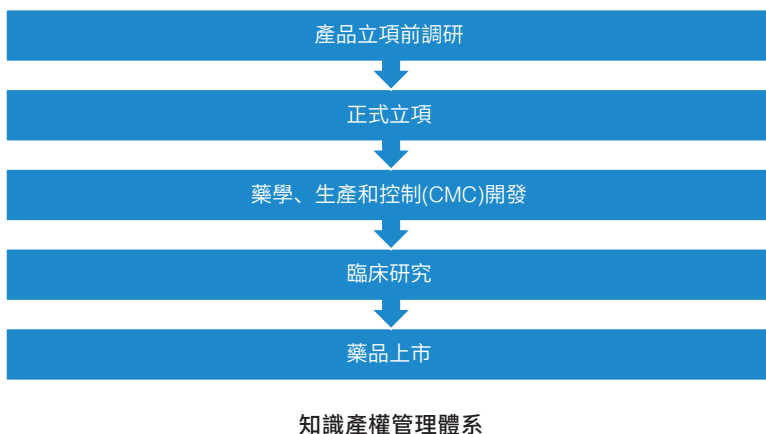 產品立項前調研
正式立項
藥學、生產和控制(CMC)開發
臨床研究
藥品上市
知識產權管理體系